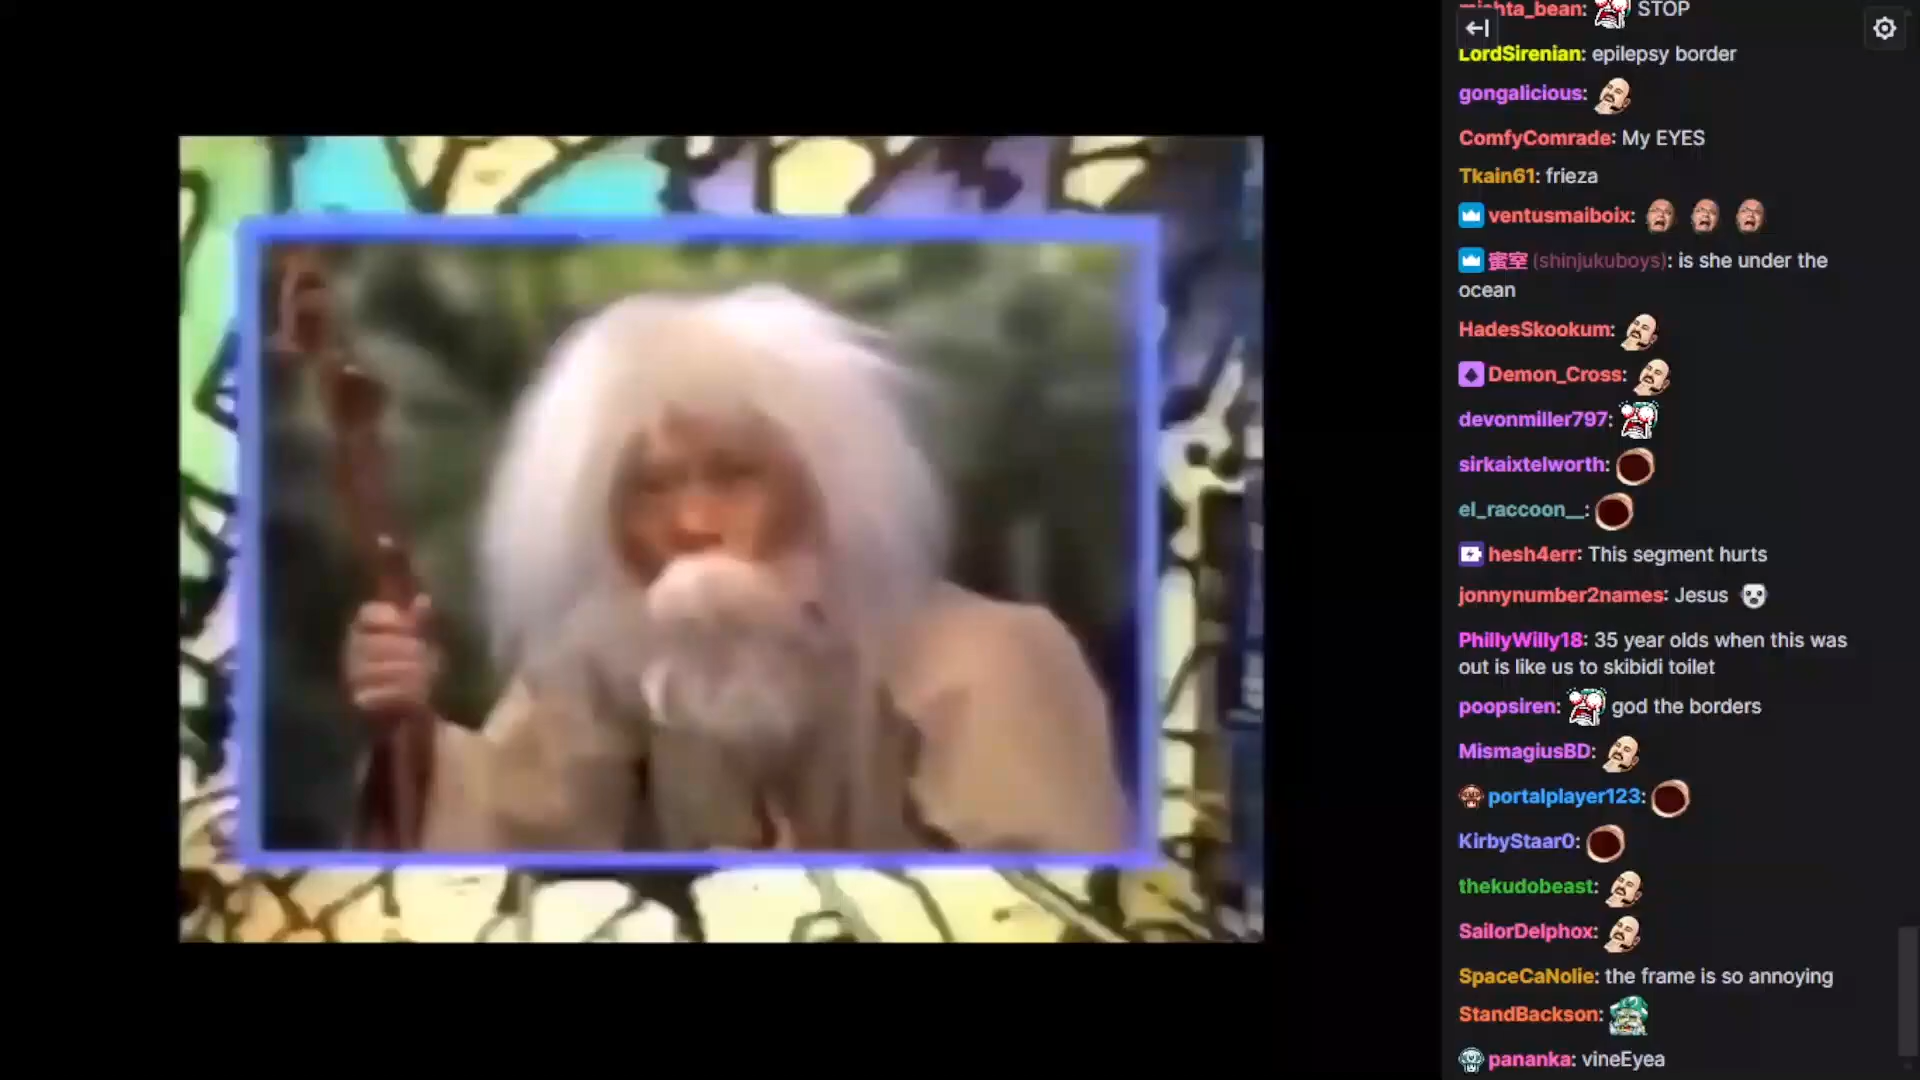 mishta_bean: STOP
LordSirenian: epilepsy border
gongalicious:
ComfyComrade: My EYES
Tkain61: frieza
ventusmaiboix:
蜜室 (shinjukuboys): is she under the
ocean
HadesSkookum:
Demon_Cross:
devonmiller797:
sirkaixtelworth:
el_raccoon__:
hesh4err: This segment hurts
jonnynumber2names: Jesus
PhillyWilly18: 35 year olds when this was
out is like us to skibidi toilet
poopsiren: god the borders
MismagiusBD:
portalplayer123:
KirbyStaar0:
thekudobeast:
SailorDelphox:
SpaceCaNolie: the frame is so annoying
StandBackson:
pananka: vineEyea